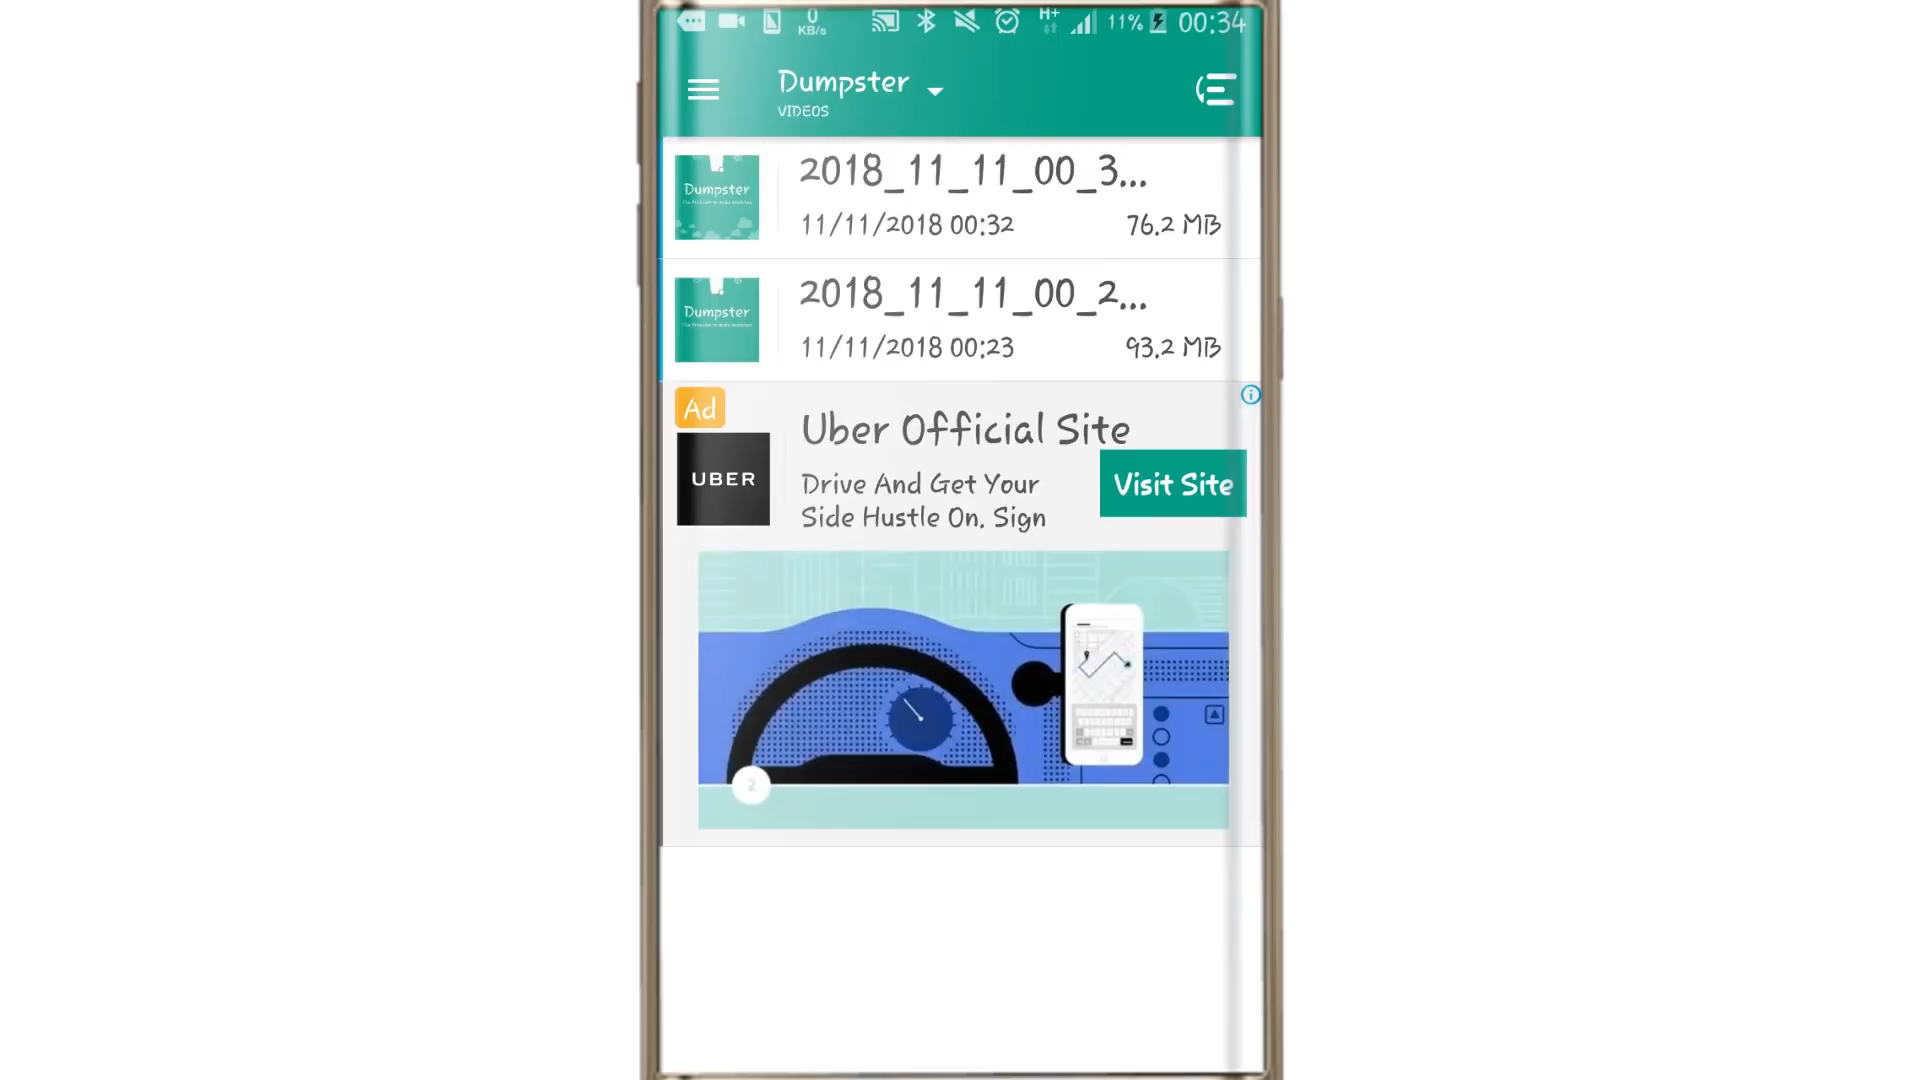 0 KB/s H+ 11% 00:34
Dumpster
VIDEOS
Dumpster
2018_11_11_00_3...
11/11/2018 00:32 76.2 MB
Dumpster
2018_11_11_00_2...
11/11/2018 00:23 93.2 MB
Ad
Uber Official Site
UBER
Drive And Get Your
Side Hustle On. Sign
Visit Site
2